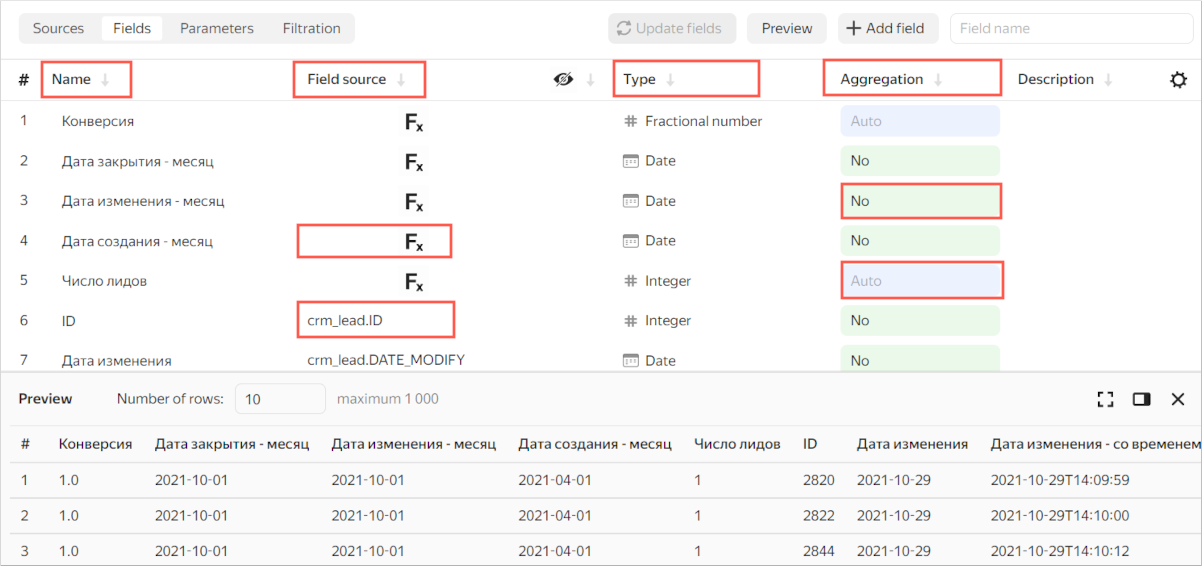 Sources Fields Parameters Filtration Update fields Preview + Add field Field name
# Name ↓ Field source ↓ ↓ Type ↓ Aggregation ↓ Description ↓
1 Конверсия Fx # Fractional number Auto
2 Дата закрытия - месяц Fx Date No
3 Дата изменения - месяц Fx Date No
4 Дата создания - месяц Fx Date No
5 Число лидов Fx # Integer Auto
6 ID crm_lead.ID # Integer No
7 Дата изменения crm_lead.DATE_MODIFY Date No
Preview Number of rows: 10 maximum 1 000
# Конверсия Дата закрытия - месяц Дата изменения - месяц Дата создания - месяц Число лидов ID Дата изменения Дата изменения - со временем
1 1.0 2021-10-01 2021-10-01 2021-04-01 1 2820 2021-10-29 2021-10-29T14:09:59
2 1.0 2021-10-01 2021-10-01 2021-04-01 1 2822 2021-10-29 2021-10-29T14:10:00
3 1.0 2021-10-01 2021-10-01 2021-04-01 1 2844 2021-10-29 2021-10-29T14:10:12